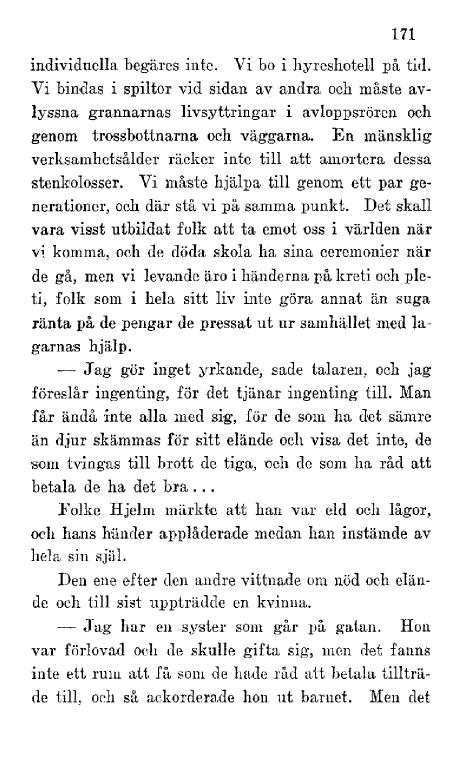 171
individuella begäres inte. Vi bo i hyreshotell på tid.
Vi bindas i spiltor vid sidan av andra och måste av-
lyssna grannarnas livsyttringar i avloppsrören och
genom trossbottnarna och väggarna. En mänsklig
verksamhetsålder räcker inte till att amortera dessa
stenkolosser. Vi måste hjälpa till genom ett par ge-
nerationer, och där stå vi på samma punkt. Det skall
vara visst utbildat folk att ta emot oss i världen när
vi komma, och de döda skola ha sina ceremonier när
de gå, men vi levande äro i händerna på kreti och ple-
ti, folk som i hela sitt liv inte göra annat än suga
ränta på de pengar de pressat ut ur samhället med la-
garnas hjälp.
— Jag gör inget yrkande, sade talaren, och jag
föreslår ingenting, för det tjänar ingenting till. Man
får ändå inte alla med sig, för de som ha det sämre
än djur skämmas för sitt elände och visa det inte, de
som tvingas till brott de tiga, och de som ha råd att
betala de ha det bra ...
Folke Hjelm märkte att han var eld och lågor,
och hans händer applåderade medan han instämde av
hela sin själ.
Den ene efter den andre vittnade om nöd och elän-
de och till sist uppträdde en kvinna.
— Jag har en syster som går på gatan. Hon
var förlovad och de skulle gifta sig, men det fanns
inte ett rum att få som de hade råd att betala tillträ-
de till, och så ackorderade hon ut barnet. Men det